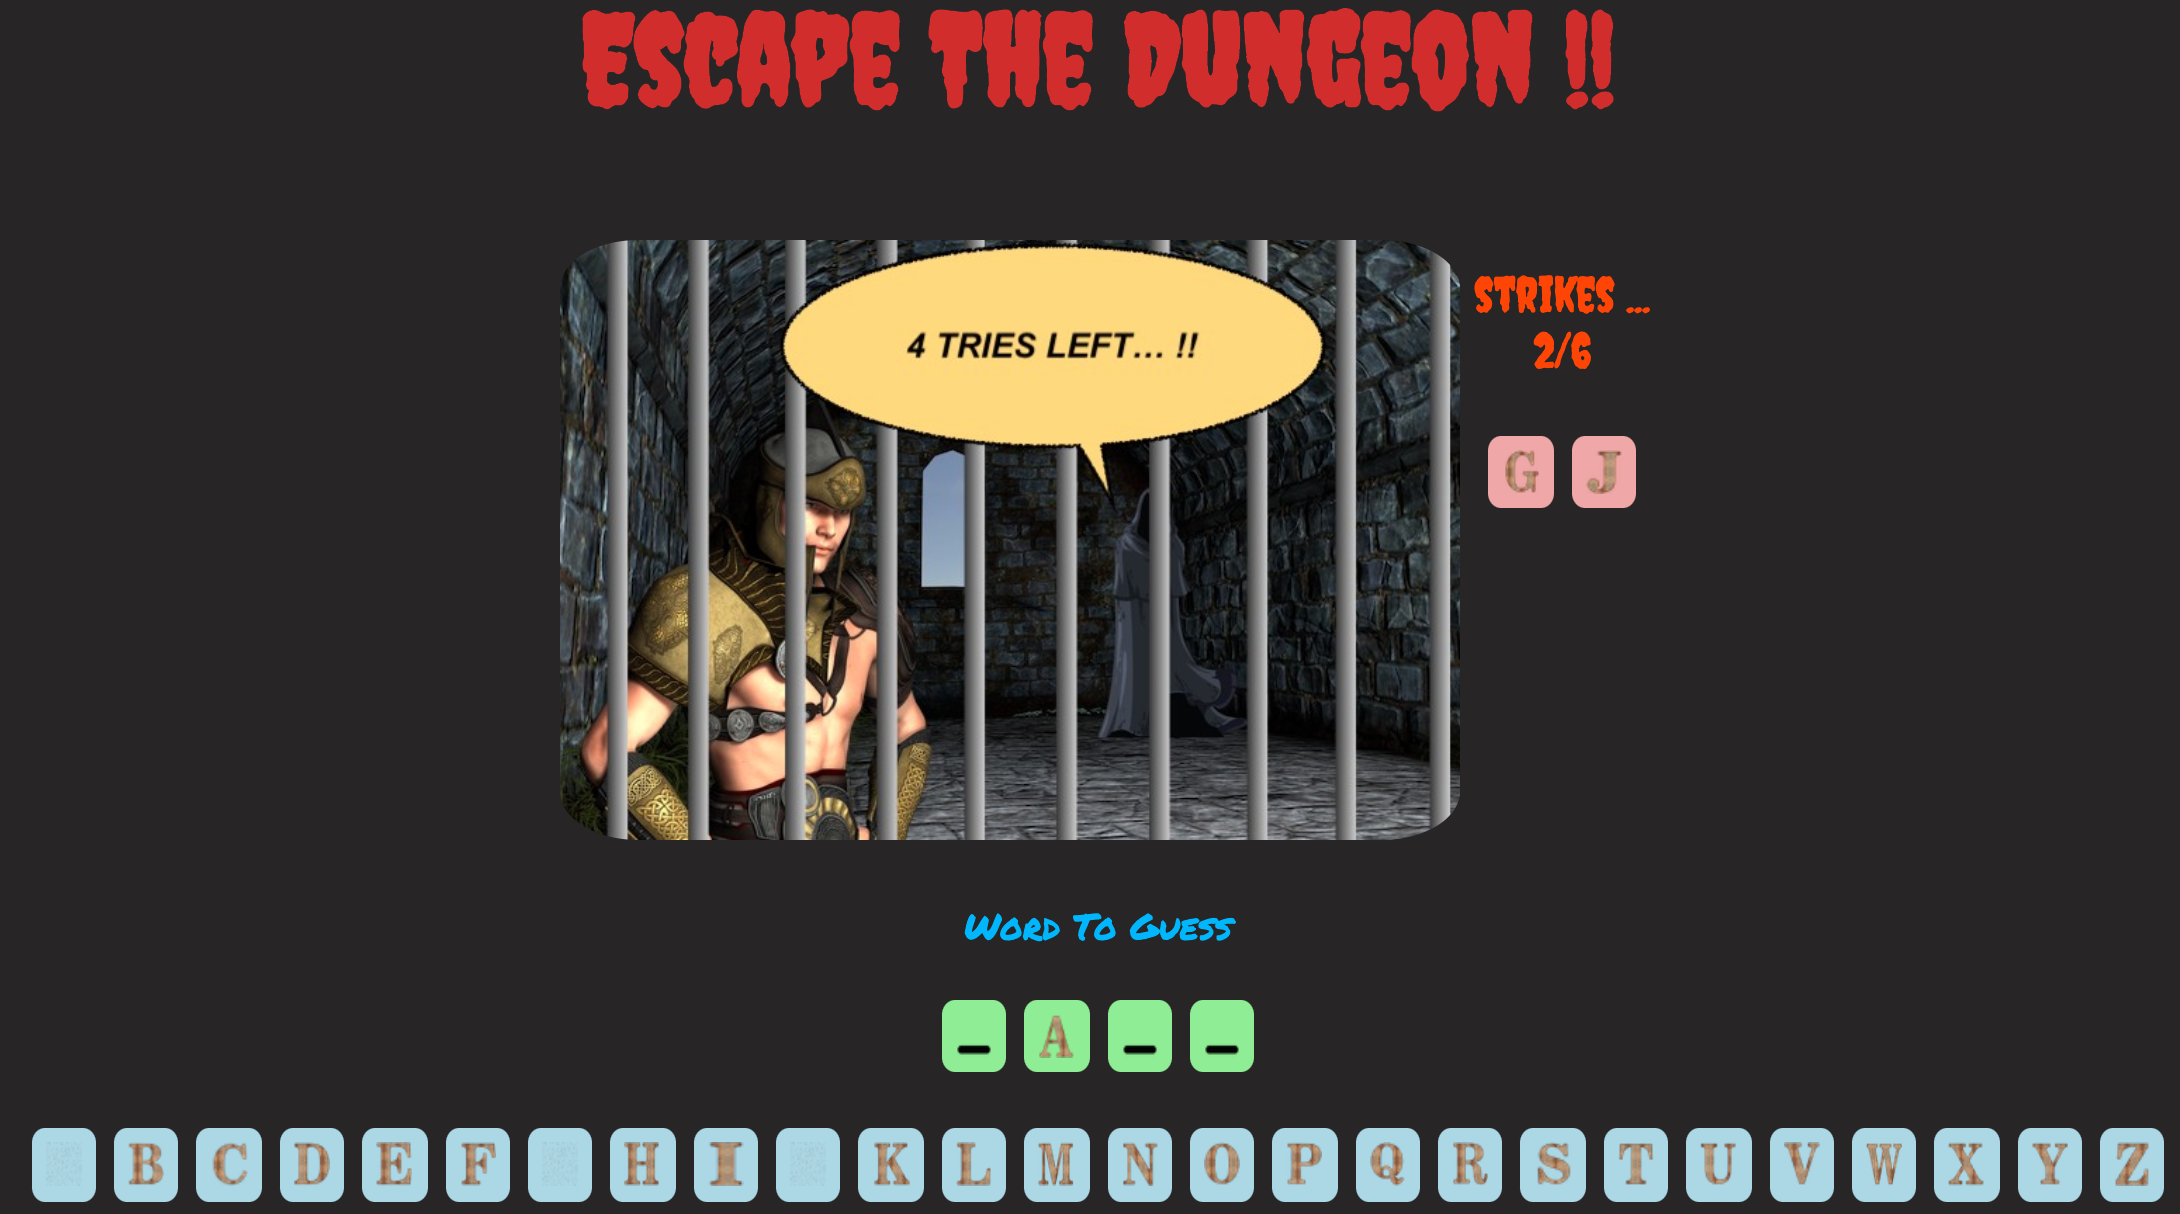 ESCAPE THE DUNGEON !!
4 TRIES LEFT... !!
STRIKES ...
2/6
G J
WORD TO GUESS
_ A _ _
B C D E F H I K L M N O P Q R S T U V W X Y Z